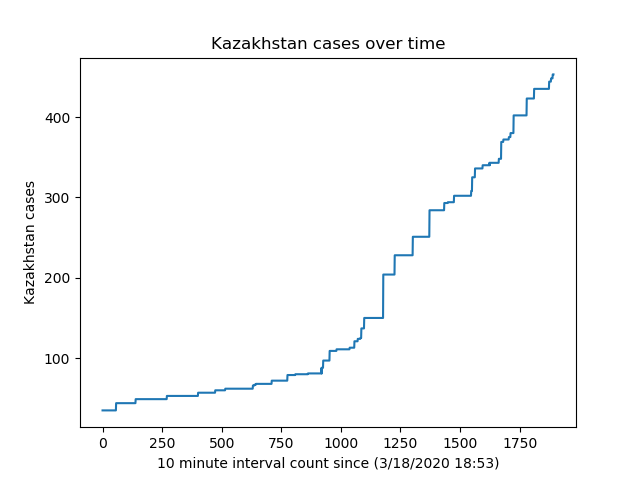 Kazakhstan cases over time
Kazakhstan cases
400
300
200
100
0 250 500 750 1000 1250 1500 1750
10 minute interval count since (3/18/2020 18:53)